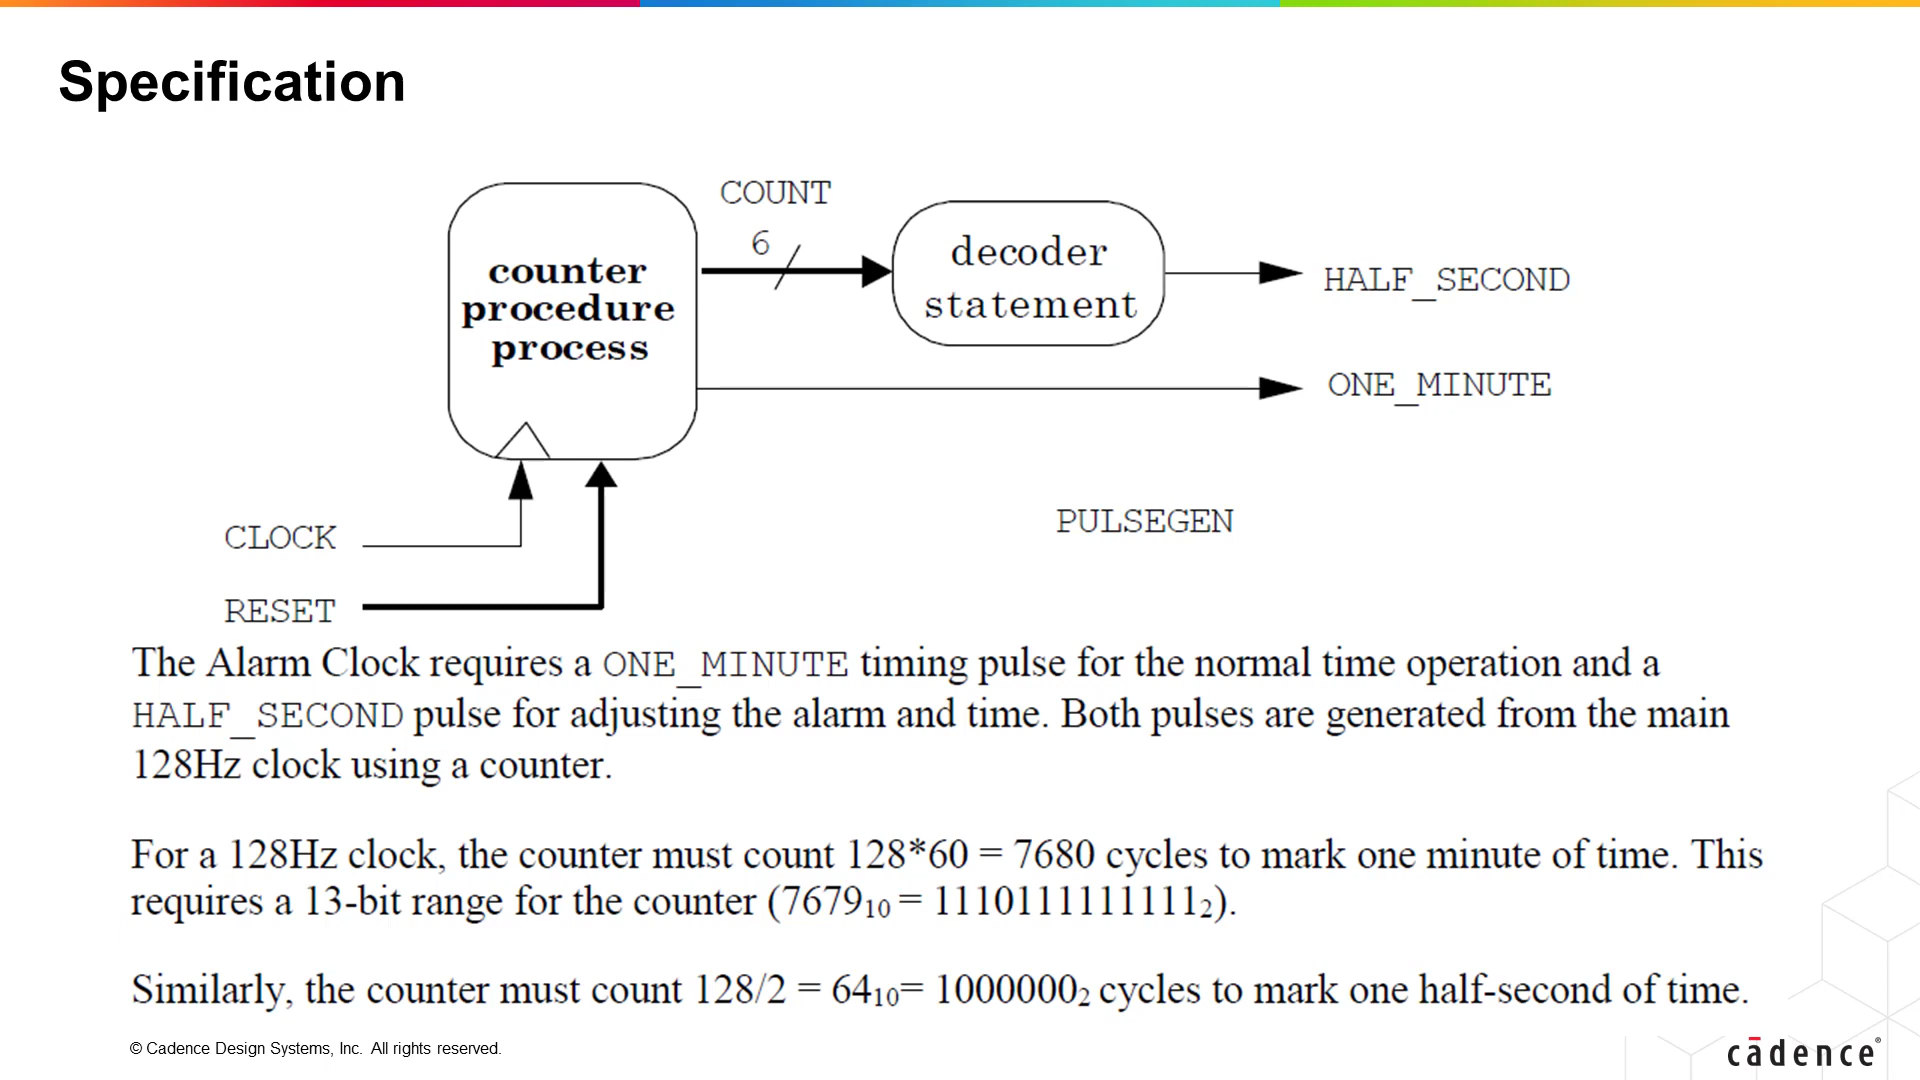 Specification
COUNT
6
counter
procedure
process
decoder
statement
HALF_SECOND
ONE_MINUTE
PULSEGEN
CLOCK
RESET
The Alarm Clock requires a ONE_MINUTE timing pulse for the normal time operation and a
HALF_SECOND pulse for adjusting the alarm and time. Both pulses are generated from the main
128Hz clock using a counter.
For a 128Hz clock, the counter must count 128*60 = 7680 cycles to mark one minute of time. This
requires a 13-bit range for the counter (7679₁₀ = 1110111111111₂).
Similarly, the counter must count 128/2 = 64₁₀= 1000000₂ cycles to mark one half-second of time.
© Cadence Design Systems, Inc. All rights reserved.
cādence®